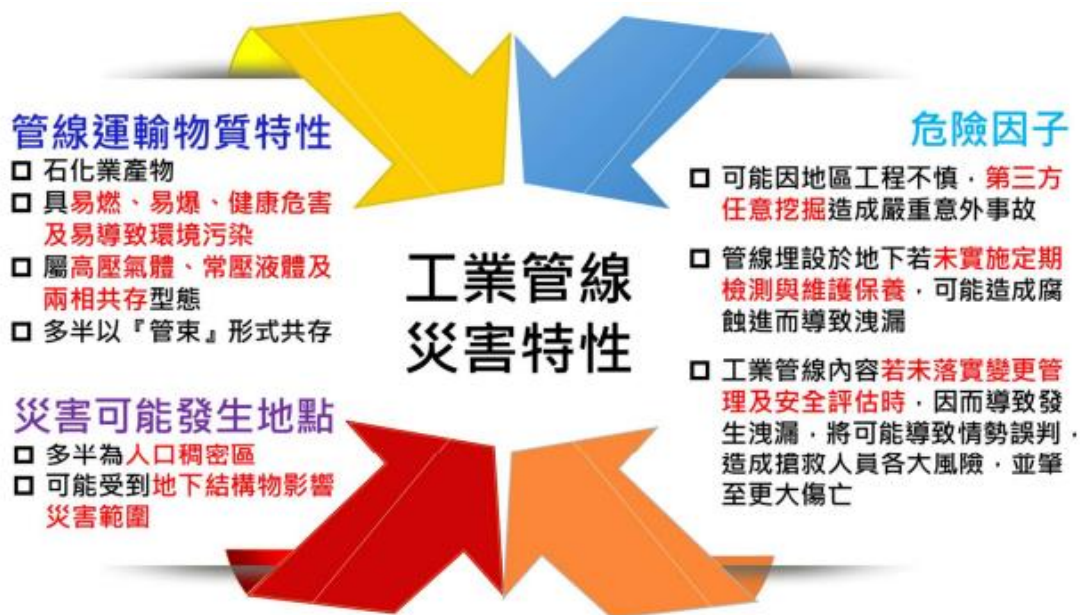 管線運輸物質特性
石化業產物
具易燃、易爆、健康危害
及易導致環境污染
屬高壓氣體、常壓液體及
兩相共存型態
多半以『管束』形式共存
災害可能發生地點
多半為人口稠密區
可能受到地下結構物影響
災害範圍
工業管線
災害特性
危險因子
可能因地區工程不慎，第三方
任意挖掘造成嚴重意外事故
管線埋設於地下若未實施定期
檢測與維護保養，可能造成腐
蝕進而導致洩漏
工業管線內容若未落實變更管
理及安全評估時，因而導致發
生洩漏，將可能導致情勢誤判，
造成搶救人員各大風險，並肇
至更大傷亡